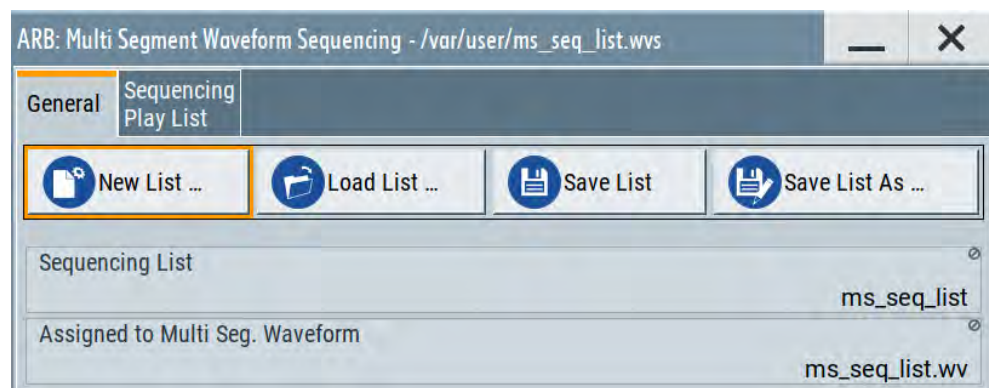 ARB: Multi Segment Waveform Sequencing - /var/user/ms_seq_list.wvs
General
Sequencing
Play List
New List ...
Load List ...
Save List
Save List As ...
Sequencing List
ms_seq_list
Assigned to Multi Seg. Waveform
ms_seq_list.wv